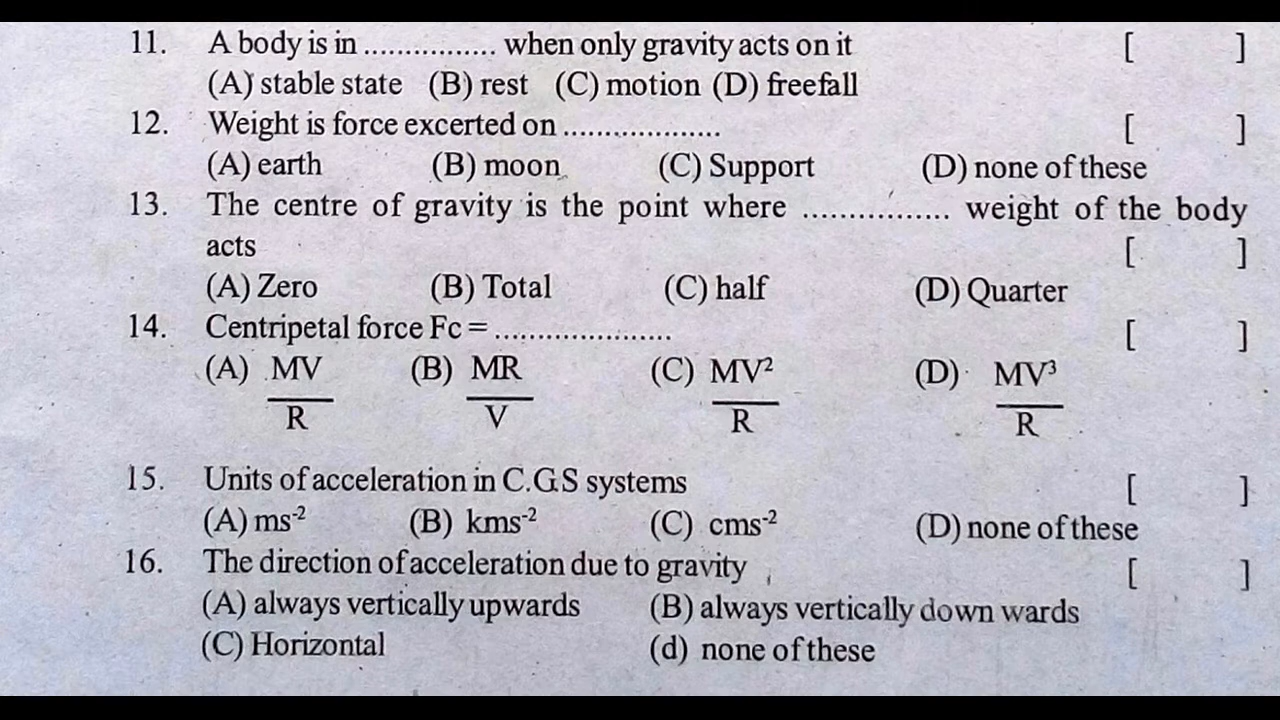 11. A body is in ................ when only gravity acts on it [ ]
(A) stable state (B) rest (C) motion (D) freefall
12. Weight is force excerted on ................... [ ]
(A) earth (B) moon (C) Support (D) none of these
13. The centre of gravity is the point where ................ weight of the body
acts [ ]
(A) Zero (B) Total (C) half (D) Quarter
14. Centripetal force Fc = ...................... [ ]
(A) MV (B) MR (C) MV² (D) MV³
R V R R
15. Units of acceleration in C.G.S systems [ ]
(A) ms⁻² (B) kms⁻² (C) cms⁻² (D) none of these
16. The direction of acceleration due to gravity [ ]
(A) always vertically upwards (B) always vertically down wards
(C) Horizontal (d) none of these